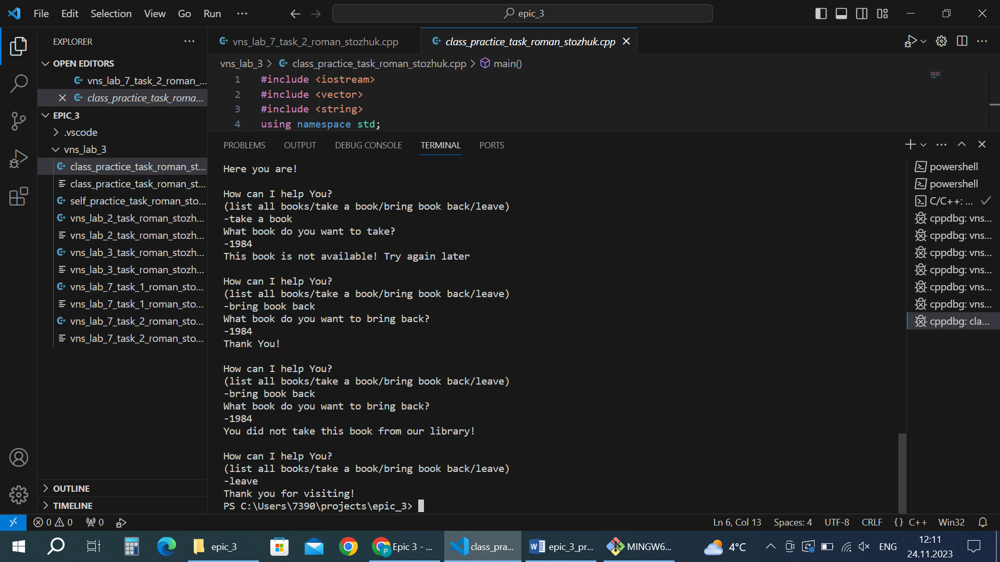 File Edit Selection View Go Run ···
epic_3
EXPLORER
OPEN EDITORS
vns_lab_7_task_2_roman_...
class_practice_task_roma...
EPIC_3
.vscode
vns_lab_3
class_practice_task_roman_st...
class_practice_task_roman_st...
self_practice_task_roman_sto...
vns_lab_2_task_roman_stozh...
vns_lab_2_task_roman_stozh...
vns_lab_3_task_roman_stozh...
vns_lab_3_task_roman_stozh...
vns_lab_7_task_1_roman_sto...
vns_lab_7_task_1_roman_sto...
vns_lab_7_task_2_roman_sto...
vns_lab_7_task_2_roman_sto...
OUTLINE
TIMELINE
vns_lab_7_task_2_roman_stozhuk.cpp
class_practice_task_roman_stozhuk.cpp
vns_lab_3 > class_practice_task_roman_stozhuk.cpp > main()
1 #include <iostream>
2 #include <vector>
3 #include <string>
4 using namespace std;
PROBLEMS OUTPUT DEBUG CONSOLE TERMINAL PORTS
Here you are!
How can I help You?
(list all books/take a book/bring book back/leave)
-take a book
What book do you want to take?
-1984
This book is not available! Try again later
How can I help You?
(list all books/take a book/bring book back/leave)
-bring book back
What book do you want to bring back?
-1984
Thank You!
How can I help You?
(list all books/take a book/bring book back/leave)
-bring book back
What book do you want to bring back?
-1984
You did not take this book from our library!
How can I help You?
(list all books/take a book/bring book back/leave)
-leave
Thank you for visiting!
PS C:\Users\7390\projects\epic_3>
powershell
powershell
C/C++: ...
cppdbg: vns...
cppdbg: vns...
cppdbg: vns...
cppdbg: vns...
cppdbg: vns...
cppdbg: vns...
cppdbg: cla...
0 0 0
Ln 6, Col 13 Spaces: 4 UTF-8 CRLF {} C++ Win32
epic_3
Epic 3 - ...
class_pra...
epic_3_pr...
MINGW6...
4°C
ENG
12:11
24.11.2023